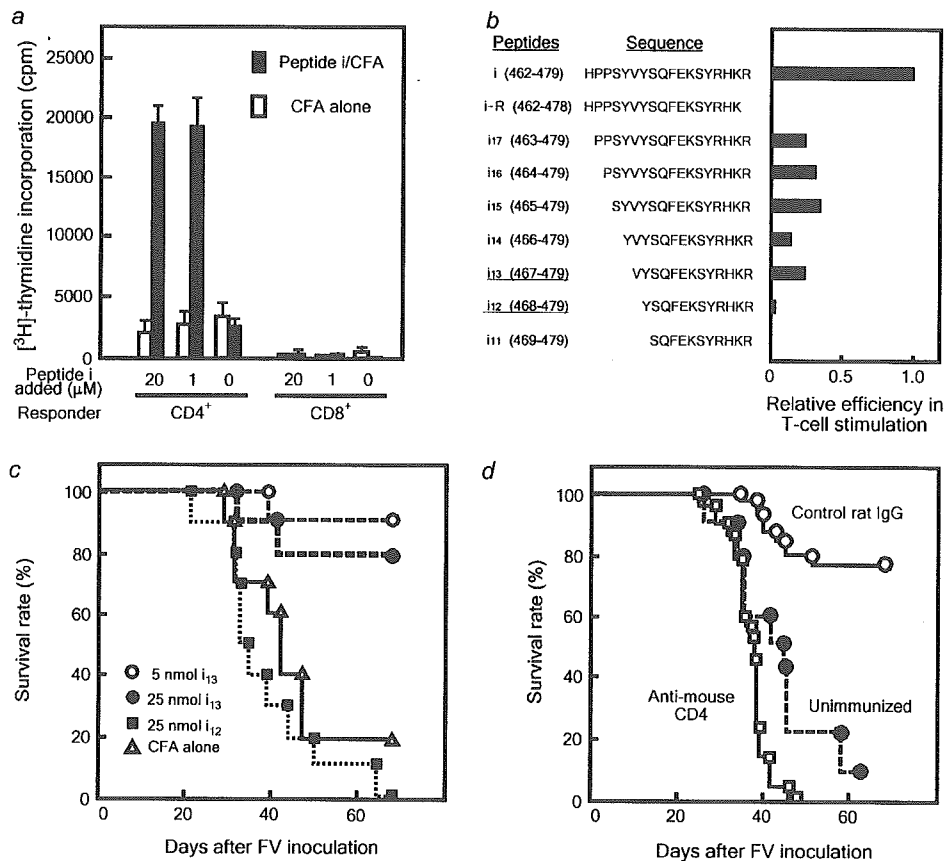 a
[³H]-thymidine incorporation (cpm)
25000
20000
15000
10000
5000
0
Peptide i/CFA
CFA alone
Peptide i added (μM)
20 1 0 20 1 0
Responder CD4⁺ CD8⁺
b
Peptides Sequence
i (462-479) HPPSYVYSQFEKSYRHKR
i-R (462-478) HPPSYVYSQFEKSYRHK
i17 (463-479) PPSYVYSQFEKSYRHKR
i16 (464-479) PSYVYSQFEKSYRHKR
i15 (465-479) SYVYSQFEKSYRHKR
i14 (466-479) YVYSQFEKSYRHKR
i13 (467-479) VYSQFEKSYRHKR
i12 (468-479) YSQFEKSYRHKR
i11 (469-479) SQFEKSYRHKR
0 0.5 1.0
Relative efficiency in
T-cell stimulation
c
Survival rate (%)
100
80
60
40
20
0
5 nmol i13
25 nmol i13
25 nmol i12
CFA alone
0 20 40 60
Days after FV inoculation
d
Survival rate (%)
100
80
60
40
20
0
Control rat IgG
Anti-mouse
CD4
Unimmunized
0 20 40 60
Days after FV inoculation